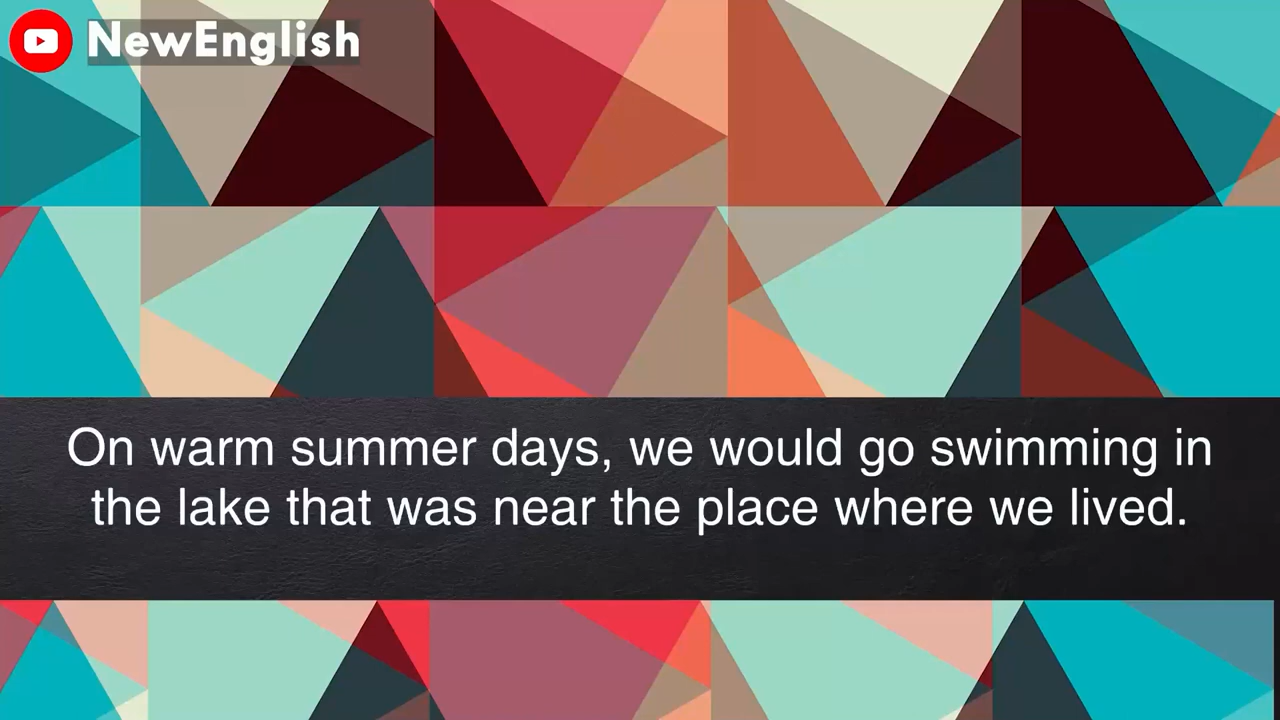 NewEnglish
On warm summer days, we would go swimming in
the lake that was near the place where we lived.